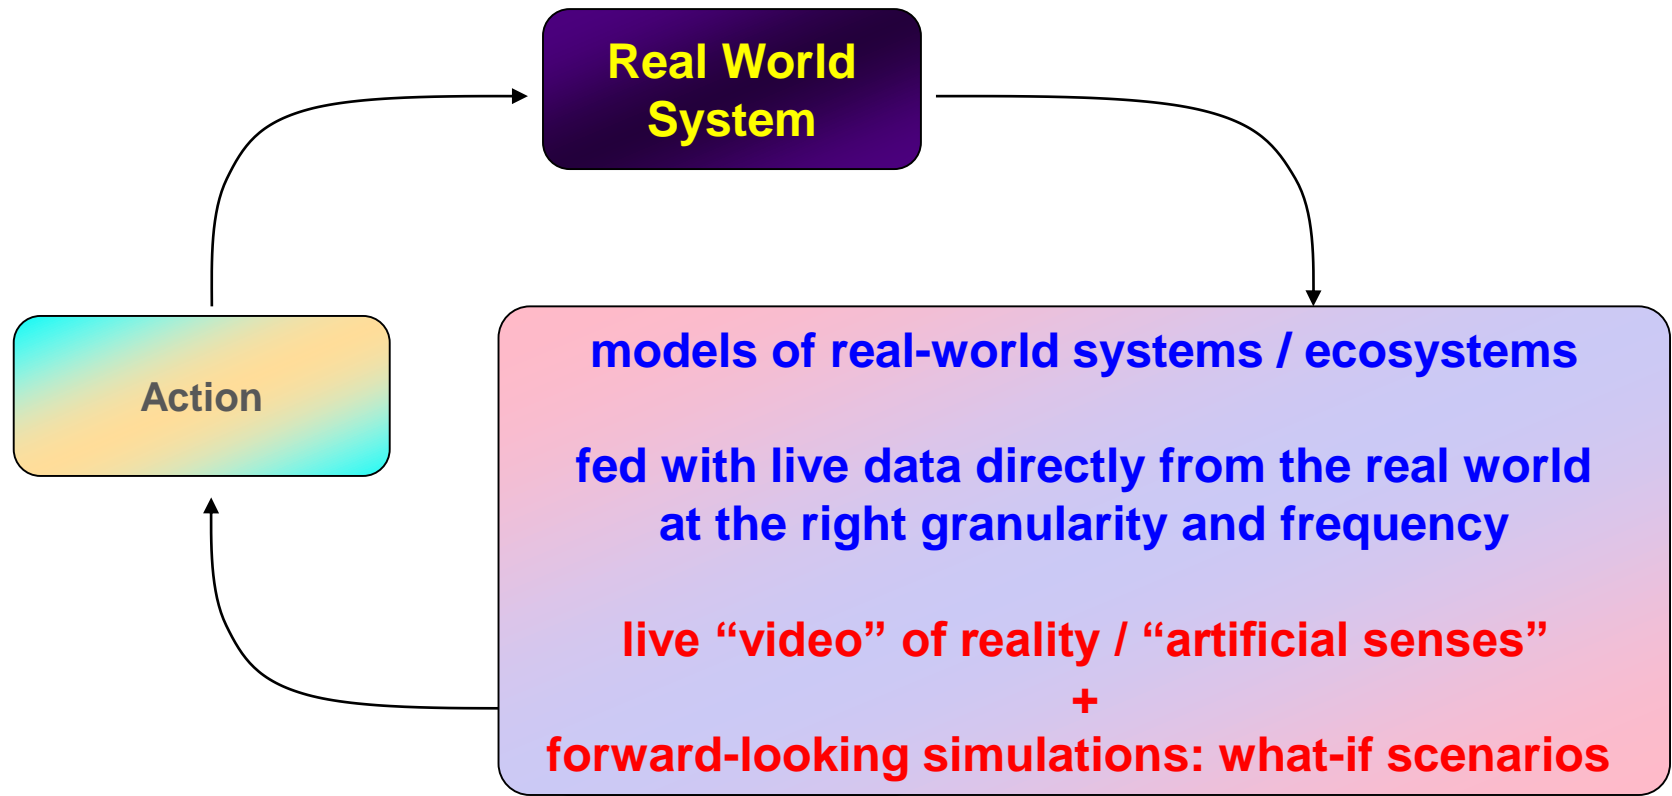 Real World
System
Action
models of real-world systems / ecosystems
fed with live data directly from the real world
at the right granularity and frequency
live “video” of reality / “artificial senses”
+
forward-looking simulations: what-if scenarios